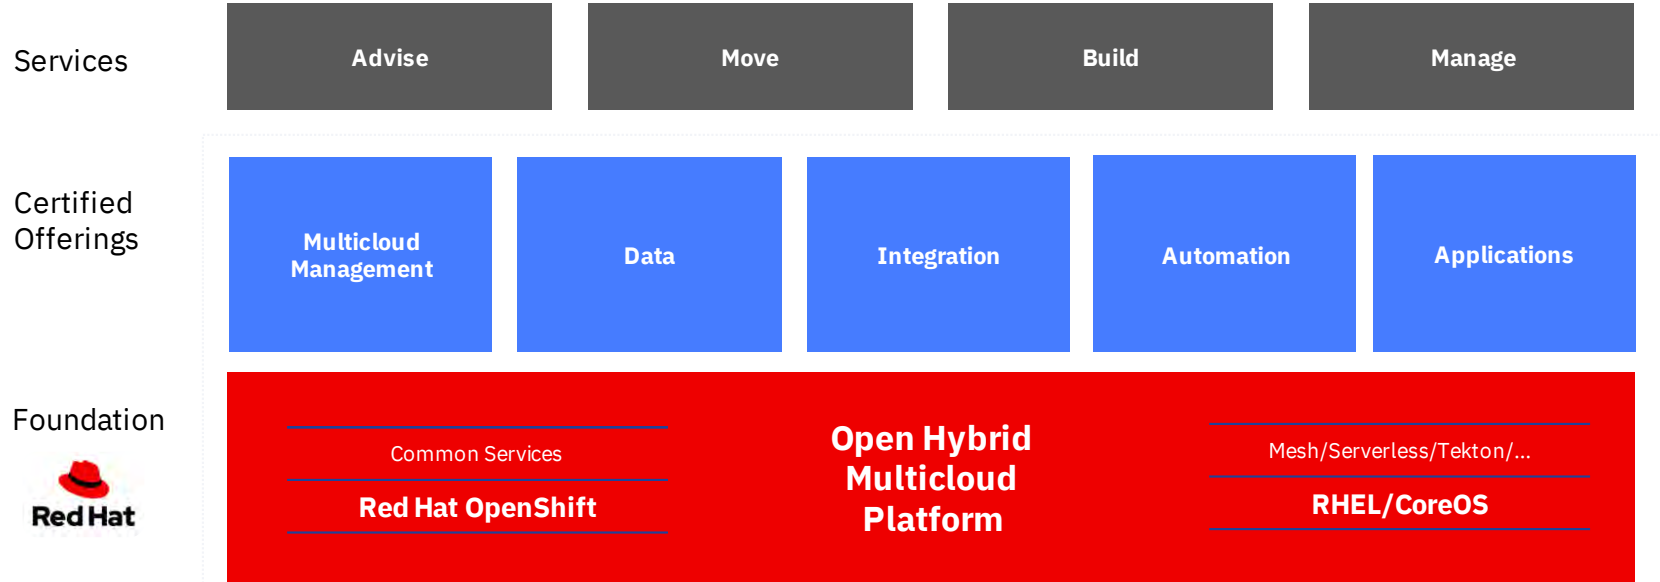 Services
Advise
Move
Build
Manage
Certified
Offerings
Multicloud
Management
Data
Integration
Automation
Applications
Foundation
Red Hat
Common Services
Red Hat OpenShift
Open Hybrid
Multicloud
Platform
Mesh/Serverless/Tekton/...
RHEL/CoreOS